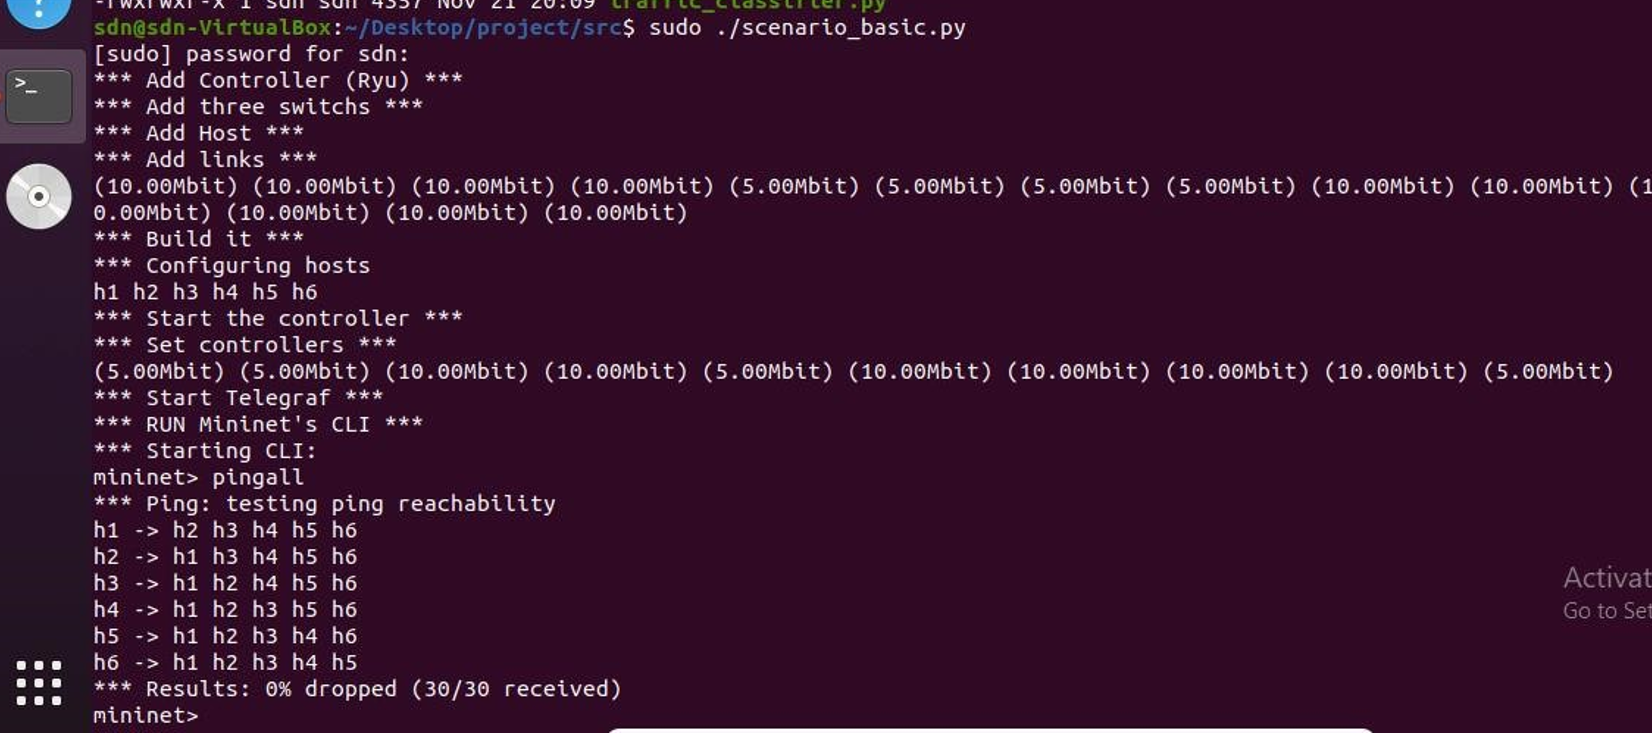 -rwxrwxr-x 1 sdn sdn 4357 Nov 21 20:09 traffic_classifier.py
sdn@sdn-VirtualBox:~/Desktop/project/src$ sudo ./scenario_basic.py
[sudo] password for sdn:
*** Add Controller (Ryu) ***
*** Add three switchs ***
*** Add Host ***
*** Add links ***
(10.00Mbit) (10.00Mbit) (10.00Mbit) (10.00Mbit) (5.00Mbit) (5.00Mbit) (5.00Mbit) (5.00Mbit) (10.00Mbit) (10.00Mbit) (1
0.00Mbit) (10.00Mbit) (10.00Mbit) (10.00Mbit)
*** Build it ***
*** Configuring hosts
h1 h2 h3 h4 h5 h6
*** Start the controller ***
*** Set controllers ***
(5.00Mbit) (5.00Mbit) (10.00Mbit) (10.00Mbit) (5.00Mbit) (10.00Mbit) (10.00Mbit) (10.00Mbit) (10.00Mbit) (5.00Mbit)
*** Start Telegraf ***
*** RUN Mininet's CLI ***
*** Starting CLI:
mininet> pingall
*** Ping: testing ping reachability
h1 -> h2 h3 h4 h5 h6
h2 -> h1 h3 h4 h5 h6
h3 -> h1 h2 h4 h5 h6
h4 -> h1 h2 h3 h5 h6
h5 -> h1 h2 h3 h4 h6
h6 -> h1 h2 h3 h4 h5
*** Results: 0% dropped (30/30 received)
mininet>
Activat
Go to Set